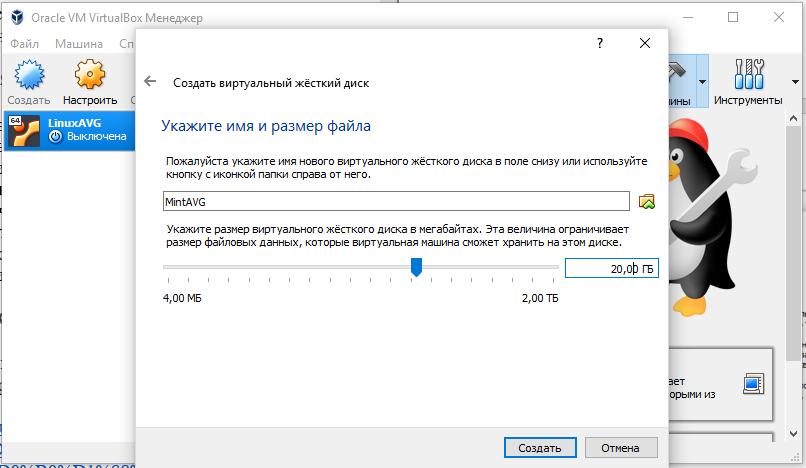 Oracle VM VirtualBox Менеджер
Файл Машина Сп
?
Создать виртуальный жёсткий диск
Создать Настроить ины Инструменты
64
LinuxAVG
Выключена
Укажите имя и размер файла
Пожалуйста укажите имя нового виртуального жёсткого диска в поле снизу или используйте
кнопку с иконкой папки справа от него.
MintAVG
Укажите размер виртуального жёсткого диска в мегабайтах. Эта величина ограничивает
размер файловых данных, которые виртуальная машина сможет хранить на этом диске.
20,00 ГБ
4,00 МБ 2,00 ТБ
ает
орыми из
Создать Отмена